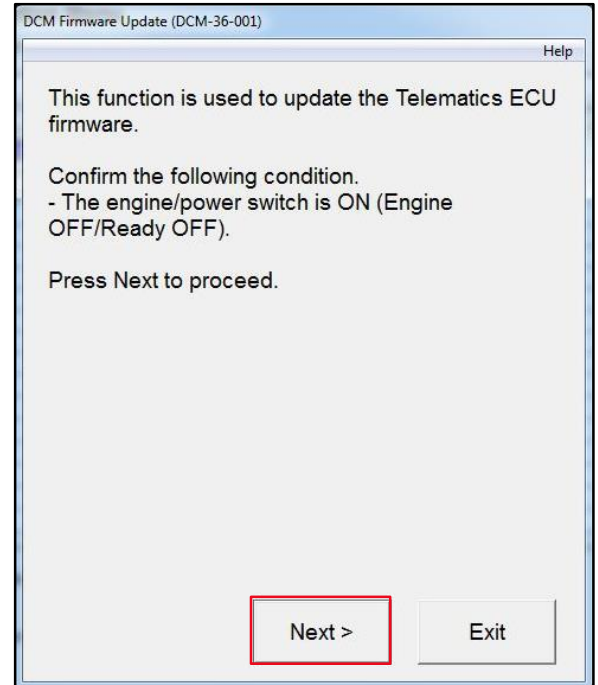 DCM Firmware Update (DCM-36-001)
Help
This function is used to update the Telematics ECU
firmware.
Confirm the following condition.
- The engine/power switch is ON (Engine
OFF/Ready OFF).
Press Next to proceed.
Next >
Exit